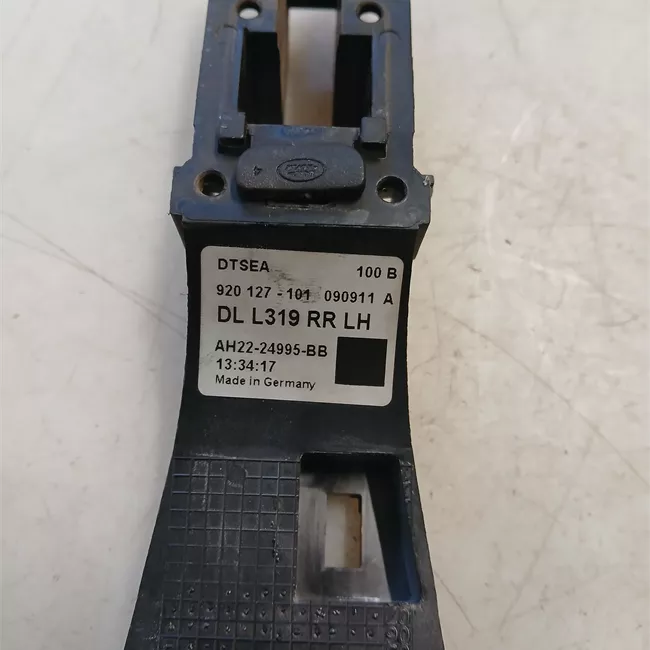 4
DTSEA 100 B
920 127 - 101 090911 A
DL L319 RR LH
AH22-24995-BB
13:34:17
Made in Germany